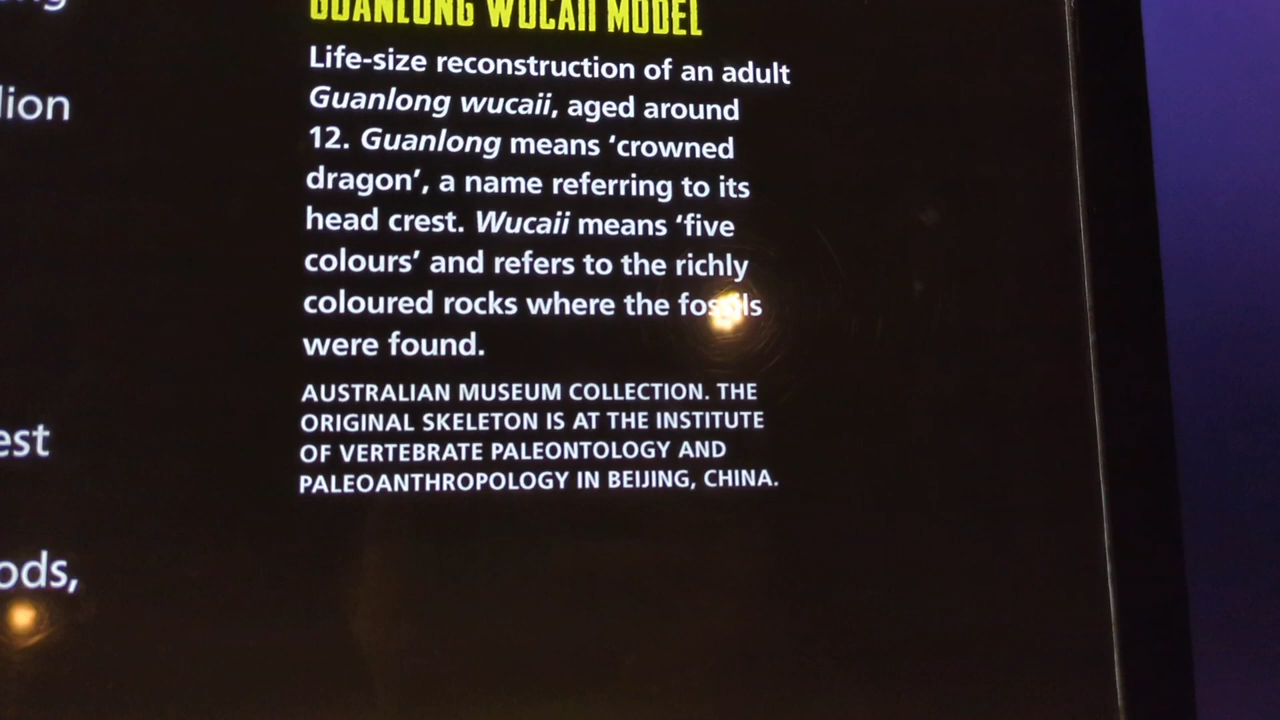 GUANLONG WUCAII MODEL
Life-size reconstruction of an adult
Guanlong wucaii, aged around
12. Guanlong means ‘crowned
dragon’, a name referring to its
head crest. Wucaii means ‘five
colours’ and refers to the richly
coloured rocks where the fossils
were found.
AUSTRALIAN MUSEUM COLLECTION. THE
ORIGINAL SKELETON IS AT THE INSTITUTE
OF VERTEBRATE PALEONTOLOGY AND
PALEOANTHROPOLOGY IN BEIJING, CHINA.